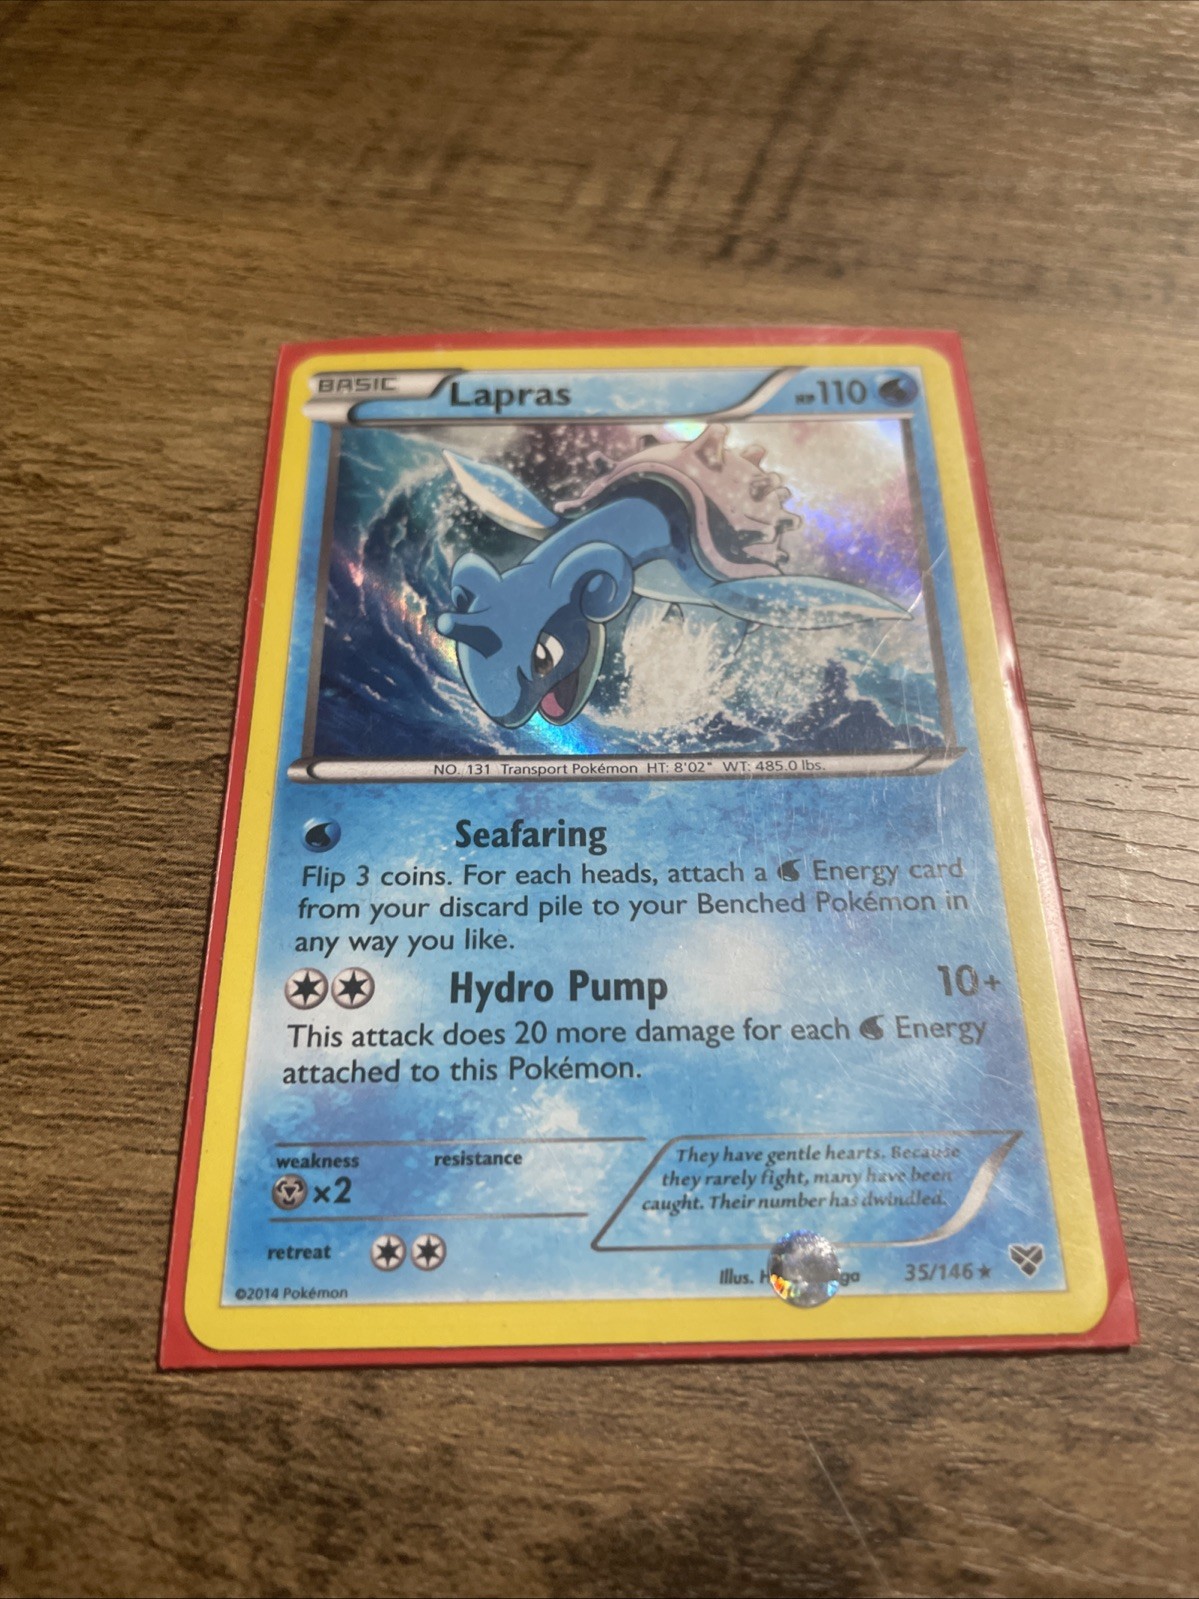 BASIC Lapras HP110
NO. 131 Transport Pokémon HT: 8'02" WT: 485.0 lbs.
Seafaring
Flip 3 coins. For each heads, attach a Energy card
from your discard pile to your Benched Pokémon in
any way you like.
Hydro Pump 10+
This attack does 20 more damage for each Energy
attached to this Pokémon.
weakness resistance
×2
They have gentle hearts. Because
they rarely fight, many have been
caught. Their number has dwindled.
retreat
Illus.
35/146
©2014 Pokémon